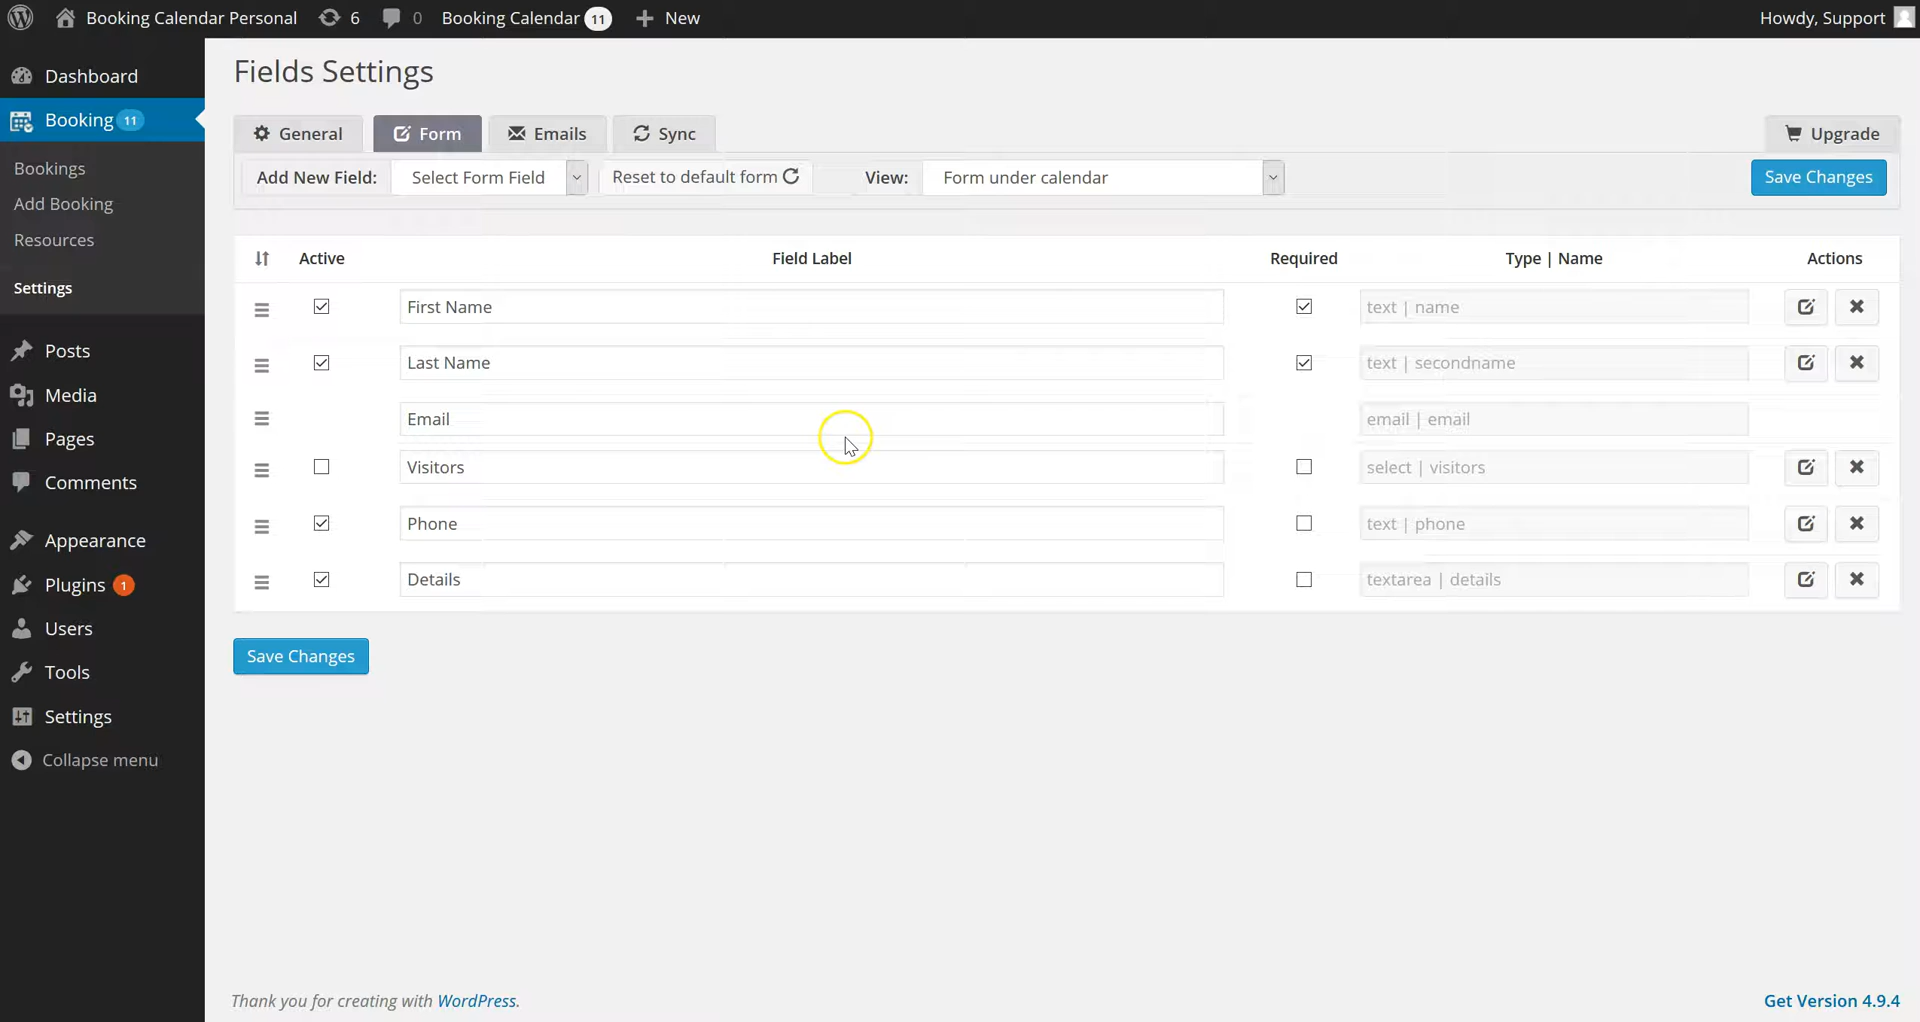 Booking Calendar Personal 6 0 Booking Calendar 11 New Howdy, Support
Dashboard
Booking 11
Bookings
Add Booking
Resources
Settings
Posts
Media
Pages
Comments
Appearance
Plugins 1
Users
Tools
Settings
Collapse menu
Fields Settings
General Form Emails Sync Upgrade
Add New Field: Select Form Field Reset to default form View: Form under calendar Save Changes
Active Field Label Required Type | Name Actions
First Name text | name
Last Name text | secondname
Email email | email
Visitors select | visitors
Phone text | phone
Details textarea | details
Save Changes
Thank you for creating with WordPress. Get Version 4.9.4